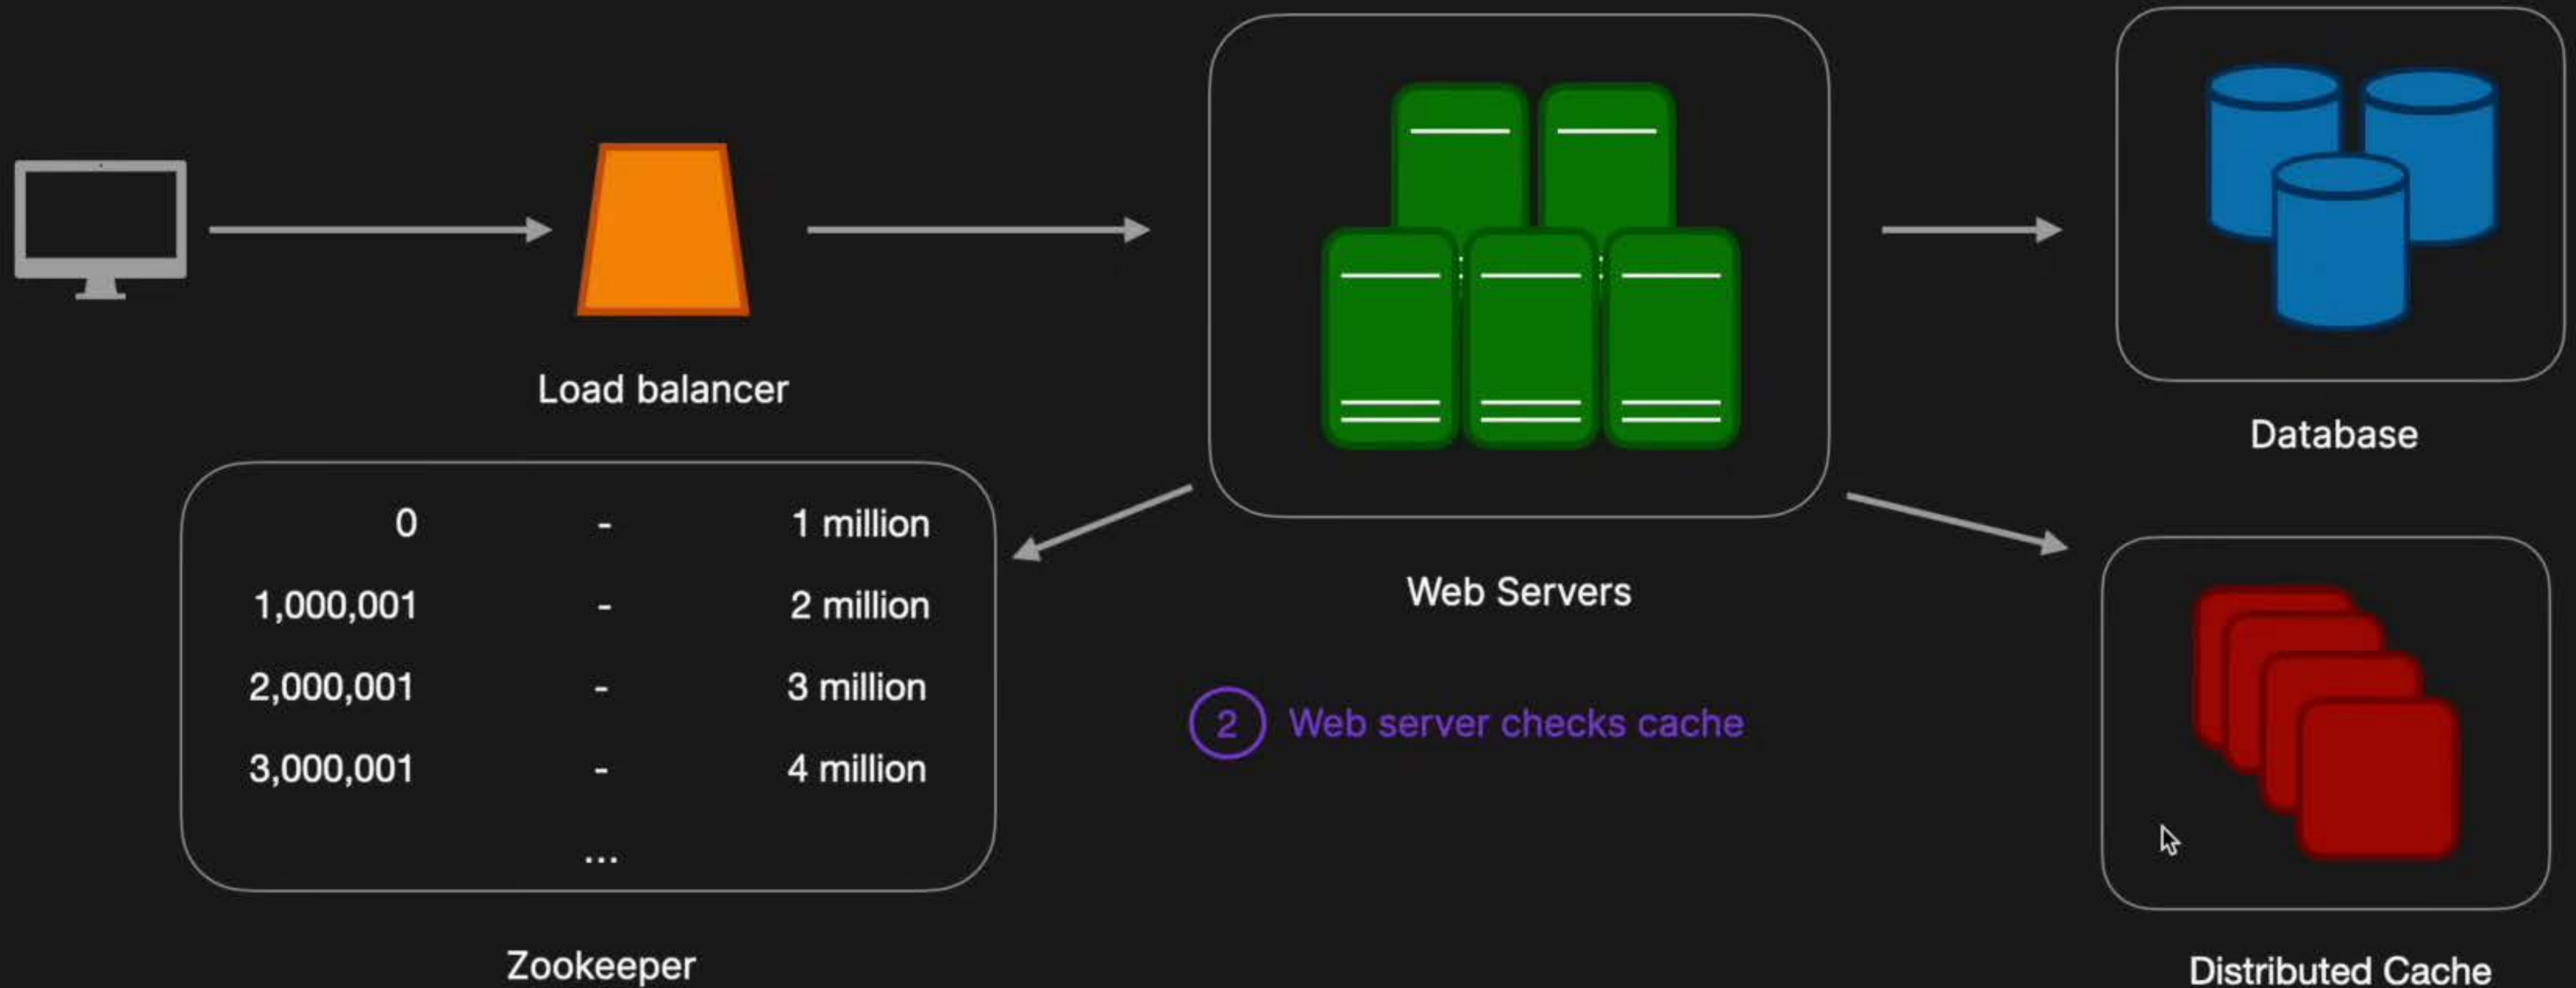 Load balancer
Database
0 - 1 million
1,000,001 - 2 million
2,000,001 - 3 million
3,000,001 - 4 million
...
Zookeeper
Web Servers
2 Web server checks cache
Distributed Cache